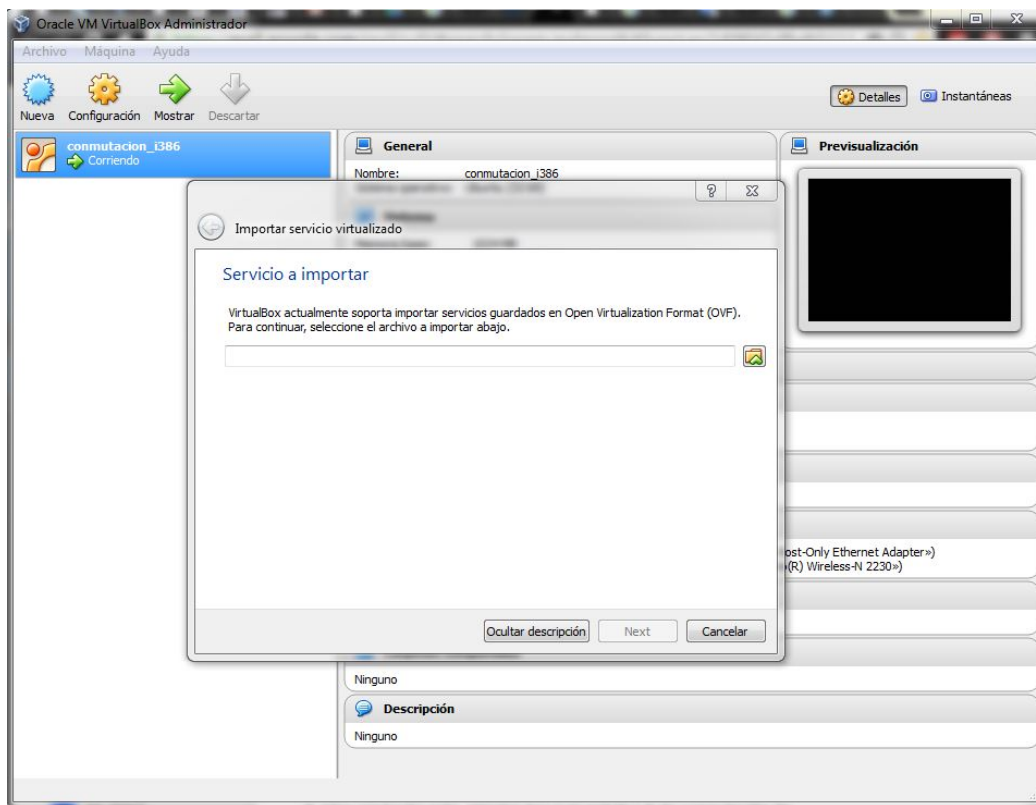 Oracle VM VirtualBox Administrador
Archivo Máquina Ayuda
Nueva Configuración Mostrar Descartar
Detalles Instantáneas
conmutacion_i386
Corriendo
General
Nombre: conmutacion_i386
Previsualización
Importar servicio virtualizado
Servicio a importar
VirtualBox actualmente soporta importar servicios guardados en Open Virtualization Format (OVF).
Para continuar, seleccione el archivo a importar abajo.
ost-Only Ethernet Adapter»)
(R) Wireless-N 2230»)
Ocultar descripción Next Cancelar
Ninguno
Descripción
Ninguno